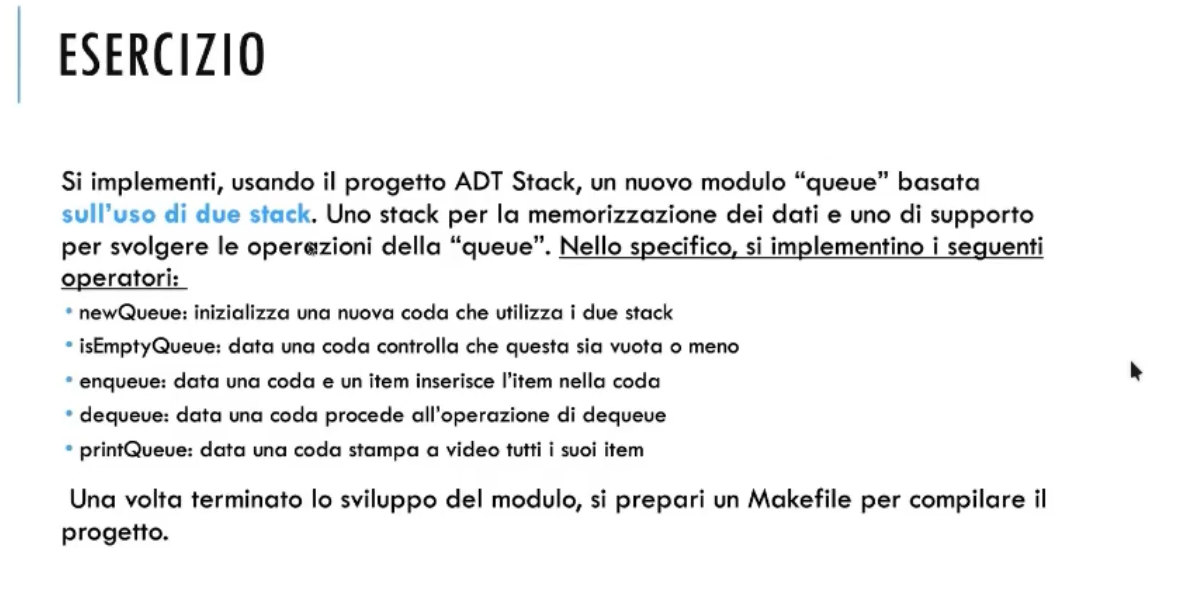 ESERCIZIO
Si implementi, usando il progetto ADT Stack, un nuovo modulo “queue” basata
sull’uso di due stack. Uno stack per la memorizzazione dei dati e uno di supporto
per svolgere le operazioni della “queue”. Nello specifico, si implementino i seguenti
operatori:
• newQueue: inizializza una nuova coda che utilizza i due stack
• isEmptyQueue: data una coda controlla che questa sia vuota o meno
• enqueue: data una coda e un item inserisce l’item nella coda
• dequeue: data una coda procede all’operazione di dequeue
• printQueue: data una coda stampa a video tutti i suoi item
Una volta terminato lo sviluppo del modulo, si prepari un Makefile per compilare il
progetto.